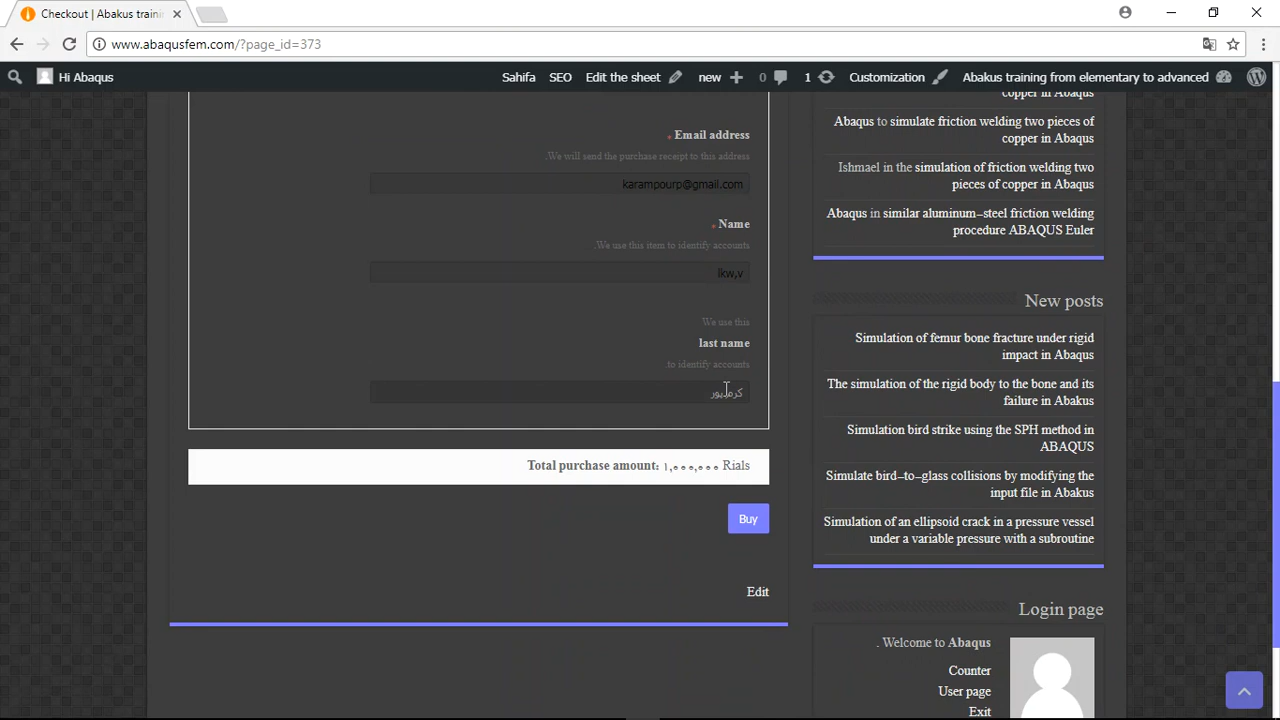 Checkout | Abakus traini
www.abaqusfem.com/?page_id=373
Hi Abaqus
Sahifa
SEO
Edit the sheet
new
0
1
Customization
Abakus training from elementary to advanced
Email address
*
.We will send the purchase receipt to this address
karampourp@gmail.com
Name
*
.We use this item to identify accounts
lkw,v
We use this
last name
.to identify accounts
کرم‌پور
Total purchase amount: ۱,۰۰۰,۰۰۰ Rials
Buy
Edit
copper in Abaqus
Abaqus to simulate friction welding two pieces of
copper in Abaqus
Ishmael in the simulation of friction welding two
pieces of copper in Abaqus
Abaqus in similar aluminum-steel friction welding
procedure ABAQUS Euler
New posts
Simulation of femur bone fracture under rigid
impact in Abaqus
The simulation of the rigid body to the bone and its
failure in Abakus
Simulation bird strike using the SPH method in
ABAQUS
Simulate bird-to-glass collisions by modifying the
input file in Abakus
Simulation of an ellipsoid crack in a pressure vessel
under a variable pressure with a subroutine
Login page
. Welcome to Abaqus
Counter
User page
Exit